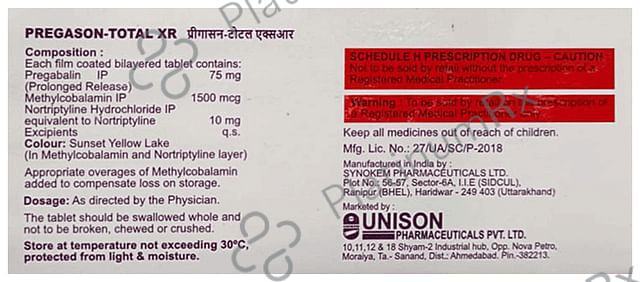 PREGASON-TOTAL XR प्रीगासन-टोटल एक्सआर
Composition :
Each film coated bilayered tablet contains:
Pregabalin IP 75 mg
(Prolonged Release)
Methylcobalamin IP 1500 mcg
Nortriptyline Hydrochloride IP
equivalent to Nortriptyline 10 mg
Excipients q.s.
Colour: Sunset Yellow Lake
(In Methylcobalamin and Nortriptyline layer)
Appropriate overages of Methylcobalamin
added to compensate loss on storage.
Dosage: As directed by the Physician.
The tablet should be swallowed whole and
not to be broken, chewed or crushed.
Store at temperature not exceeding 30°C,
protected from light & moisture.
SCHEDULE H PRESCRIPTION DRUG – CAUTION
Not to be sold by retail without the prescription of a
Registered Medical Practitioner.
Warning : To be sold by retail on the prescription of
a Registered Medical Practitioner only.
Keep all medicines out of reach of children.
Mfg. Lic. No.: 27/UA/SC/P-2018
Manufactured in India by :
SYNOKEM PHARMACEUTICALS LTD.
Plot No.: 56-57, Sector-6A, I.I.E (SIDCUL),
Ranipur (BHEL), Haridwar - 249 403 (Uttarakhand)
Marketed by :
UNISON
PHARMACEUTICALS PVT. LTD.
10,11,12 & 18 Shyam-2 Industrial hub, Opp. Nova Petro,
Moraiya, Ta.- Sanand, Dist.: Ahmedabad. Pin.-382213.
PlatinumRx